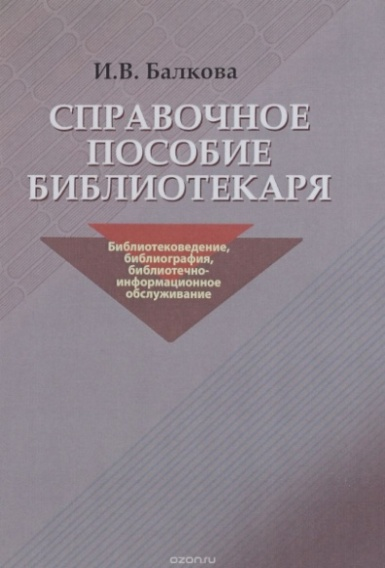 И.В. Балкова
СПРАВОЧНОЕ
ПОСОБИЕ
БИБЛИОТЕКАРЯ
Библиотековедение,
библиография,
библиотечно-
информационное
обслуживание
ozon.ru